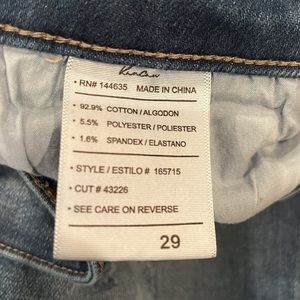 KanCan
• RN# 144635 MADE IN CHINA
• 92.9% COTTON / ALGODON
• 5.5% POLYESTER / POLIESTER
• 1.6% SPANDEX / ELASTANO
• STYLE / ESTILO # 165715
• CUT # 43226
• SEE CARE ON REVERSE
29